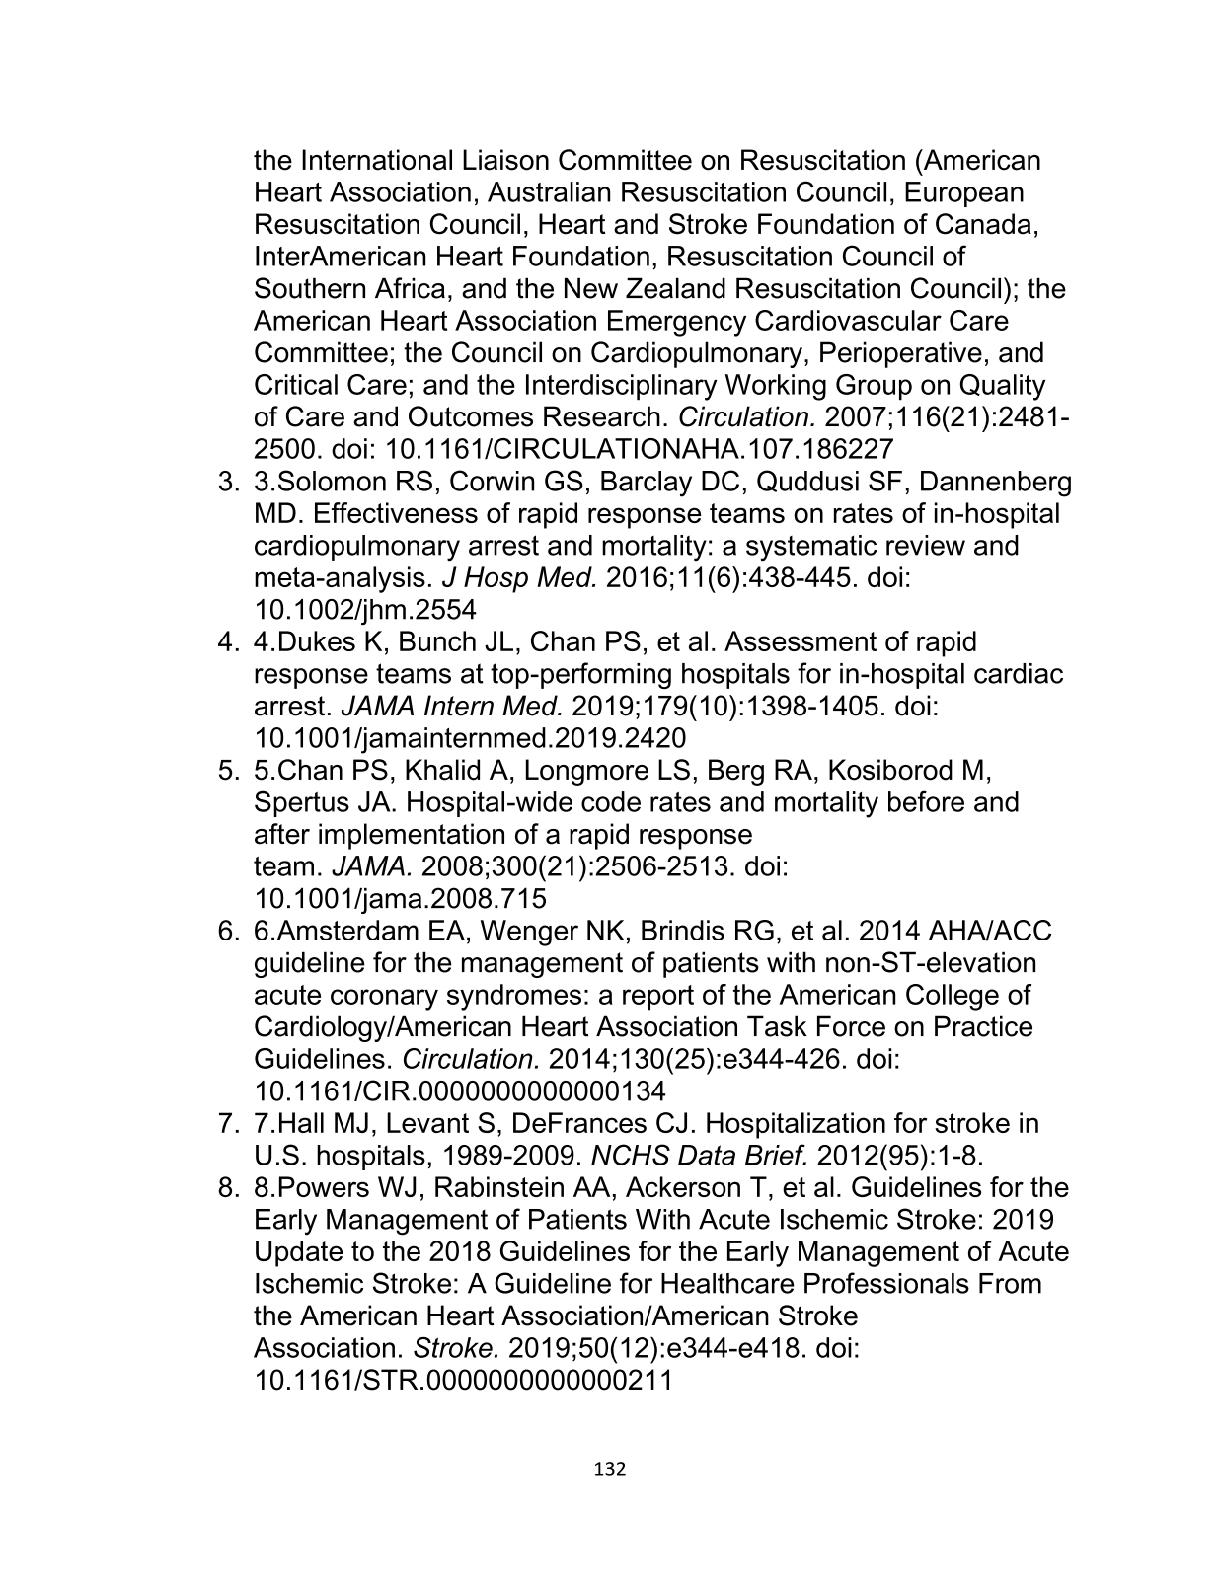 the International Liaison Committee on Resuscitation (American
Heart Association, Australian Resuscitation Council, European
Resuscitation Council, Heart and Stroke Foundation of Canada,
InterAmerican Heart Foundation, Resuscitation Council of
Southern Africa, and the New Zealand Resuscitation Council); the
American Heart Association Emergency Cardiovascular Care
Committee; the Council on Cardiopulmonary, Perioperative, and
Critical Care; and the Interdisciplinary Working Group on Quality
of Care and Outcomes Research. Circulation. 2007;116(21):2481-
2500. doi: 10.1161/CIRCULATIONAHA.107.186227
3. 3.Solomon RS, Corwin GS, Barclay DC, Quddusi SF, Dannenberg
MD. Effectiveness of rapid response teams on rates of in-hospital
cardiopulmonary arrest and mortality: a systematic review and
meta-analysis. J Hosp Med. 2016;11(6):438-445. doi:
10.1002/jhm.2554
4. 4.Dukes K, Bunch JL, Chan PS, et al. Assessment of rapid
response teams at top-performing hospitals for in-hospital cardiac
arrest. JAMA Intern Med. 2019;179(10):1398-1405. doi:
10.1001/jamainternmed.2019.2420
5. 5.Chan PS, Khalid A, Longmore LS, Berg RA, Kosiborod M,
Spertus JA. Hospital-wide code rates and mortality before and
after implementation of a rapid response
team. JAMA. 2008;300(21):2506-2513. doi:
10.1001/jama.2008.715
6. 6.Amsterdam EA, Wenger NK, Brindis RG, et al. 2014 AHA/ACC
guideline for the management of patients with non-ST-elevation
acute coronary syndromes: a report of the American College of
Cardiology/American Heart Association Task Force on Practice
Guidelines. Circulation. 2014;130(25):e344-426. doi:
10.1161/CIR.0000000000000134
7. 7.Hall MJ, Levant S, DeFrances CJ. Hospitalization for stroke in
U.S. hospitals, 1989-2009. NCHS Data Brief. 2012(95):1-8.
8. 8.Powers WJ, Rabinstein AA, Ackerson T, et al. Guidelines for the
Early Management of Patients With Acute Ischemic Stroke: 2019
Update to the 2018 Guidelines for the Early Management of Acute
Ischemic Stroke: A Guideline for Healthcare Professionals From
the American Heart Association/American Stroke
Association. Stroke. 2019;50(12):e344-e418. doi:
10.1161/STR.0000000000000211
132